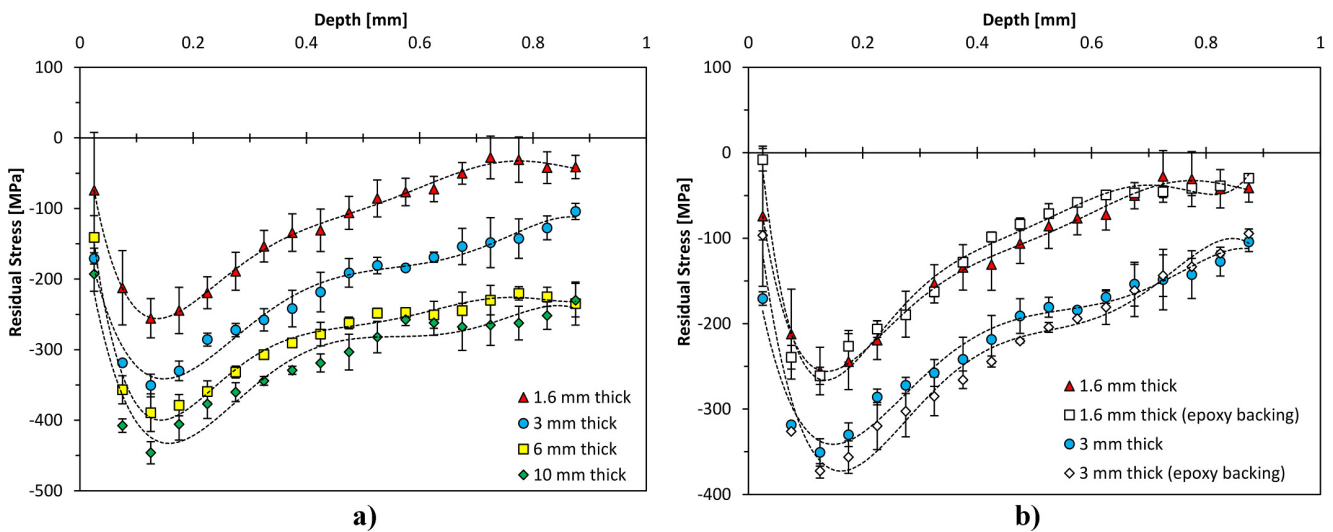 Depth [mm]
0 0.2 0.4 0.6 0.8 1
100
0
-100
-200
-300
-400
-500
Residual Stress [MPa]
1.6 mm thick
3 mm thick
6 mm thick
10 mm thick
a)
Depth [mm]
0 0.2 0.4 0.6 0.8 1
100
0
-100
-200
-300
-400
Residual Stress [MPa]
1.6 mm thick
1.6 mm thick (epoxy backing)
3 mm thick
3 mm thick (epoxy backing)
b)